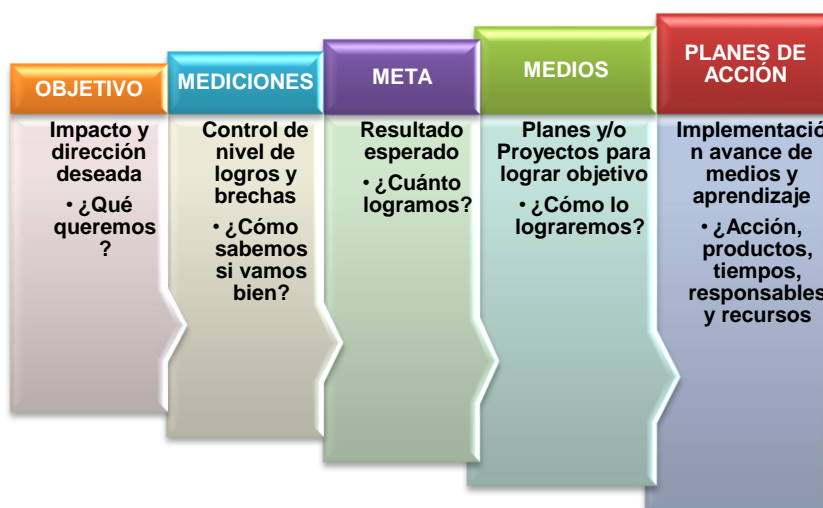 OBJETIVO
Impacto y
dirección
deseada
• ¿Qué
queremos
?
MEDICIONES
Control de
nivel de
logros y
brechas
• ¿Cómo
sabemos
si vamos
bien?
META
Resultado
esperado
• ¿Cuánto
logramos?
MEDIOS
Planes y/o
Proyectos para
lograr objetivo
• ¿Cómo lo
lograremos?
PLANES DE
ACCIÓN
Implementació
n avance de
medios y
aprendizaje
• ¿Acción,
productos,
tiempos,
responsables
y recursos